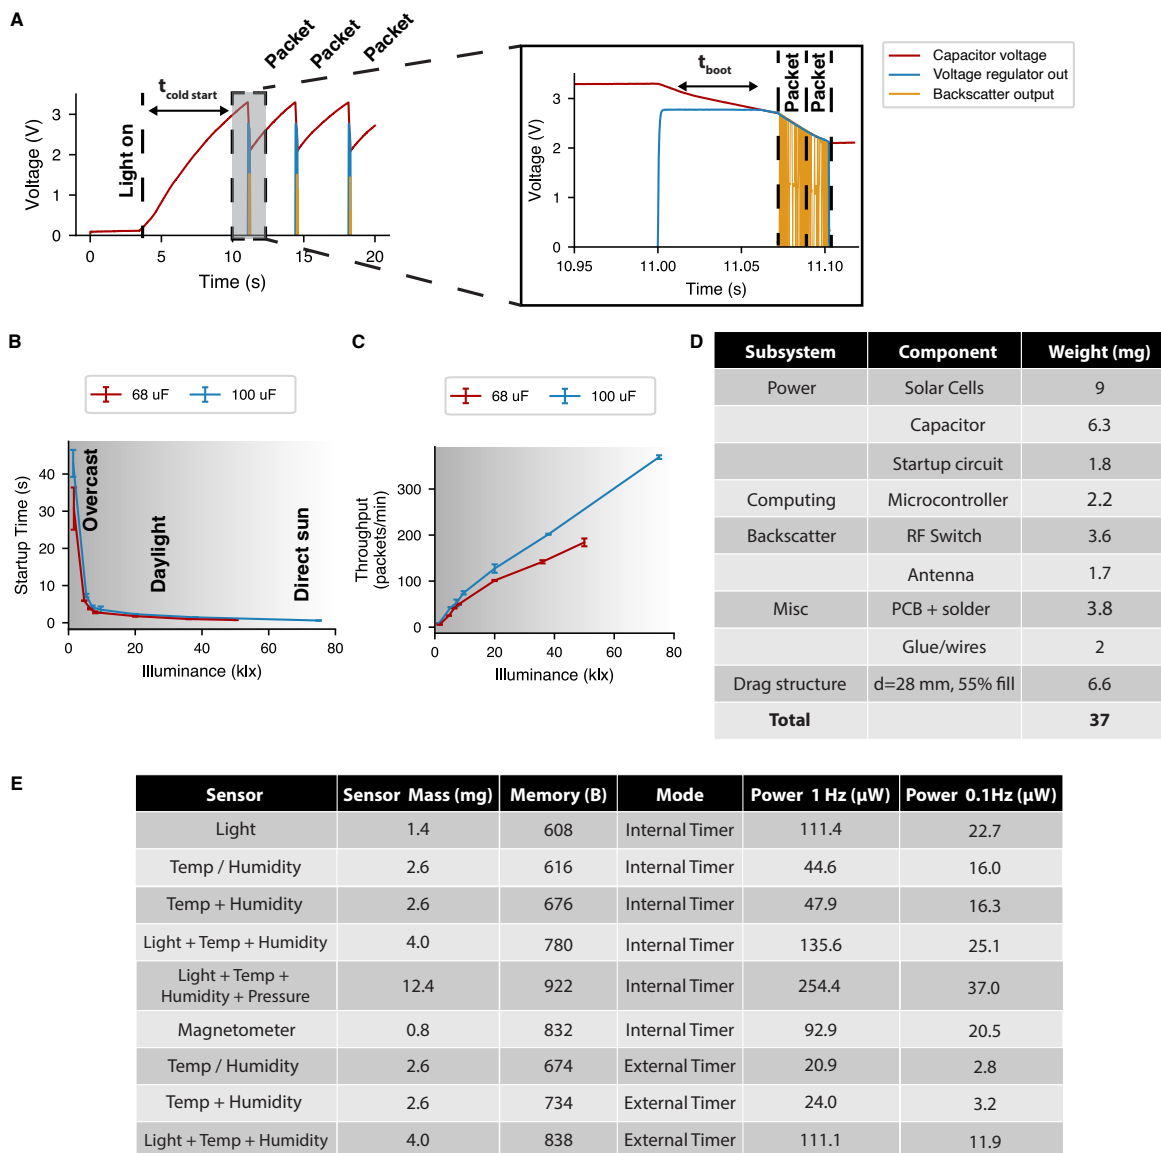 A
Packet
Packet
Packet
t cold start
Light on
Voltage (V)
3
2
1
0
0 5 10 15 20
Time (s)
t boot
Packet
Packet
Voltage (V)
3
2
1
0
10.95 11.00 11.05 11.10
Time (s)
Capacitor voltage
Voltage regulator out
Backscatter output
B
68 uF 100 uF
Startup Time (s)
40
30
20
10
0
Overcast
Daylight
Direct sun
0 20 40 60 80
Illuminance (klx)
C
68 uF 100 uF
Throughput
(packets/min)
300
200
100
0
0 20 40 60 80
Illuminance (klx)
D
Subsystem Component Weight (mg)
Power Solar Cells 9
Capacitor 6.3
Startup circuit 1.8
Computing Microcontroller 2.2
Backscatter RF Switch 3.6
Antenna 1.7
Misc PCB + solder 3.8
Glue/wires 2
Drag structure d=28 mm, 55% fill 6.6
Total 37
E
Sensor Sensor Mass (mg) Memory (B) Mode Power 1 Hz (μW) Power 0.1Hz (μW)
Light 1.4 608 Internal Timer 111.4 22.7
Temp / Humidity 2.6 616 Internal Timer 44.6 16.0
Temp + Humidity 2.6 676 Internal Timer 47.9 16.3
Light + Temp + Humidity 4.0 780 Internal Timer 135.6 25.1
Light + Temp +
Humidity + Pressure 12.4 922 Internal Timer 254.4 37.0
Magnetometer 0.8 832 Internal Timer 92.9 20.5
Temp / Humidity 2.6 674 External Timer 20.9 2.8
Temp + Humidity 2.6 734 External Timer 24.0 3.2
Light + Temp + Humidity 4.0 838 External Timer 111.1 11.9